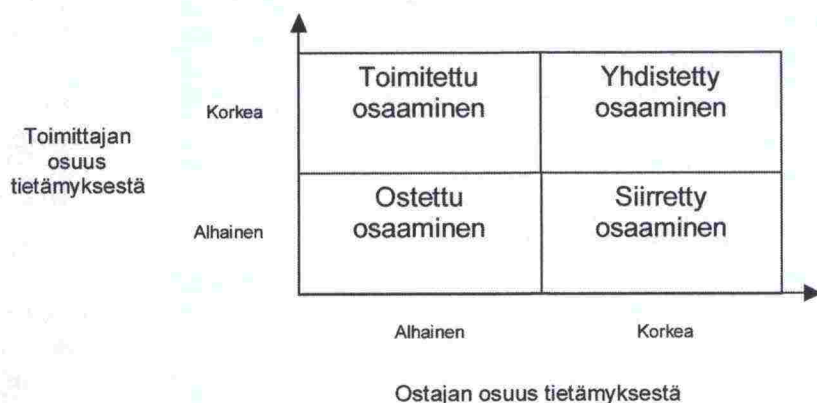 Toimittajan
osuus
tietämyksestä
Korkea
Toimitettu
osaaminen
Yhdistetty
osaaminen
Alhainen
Ostettu
osaaminen
Siirretty
osaaminen
Alhainen
Korkea
Ostajan osuus tietämyksestä